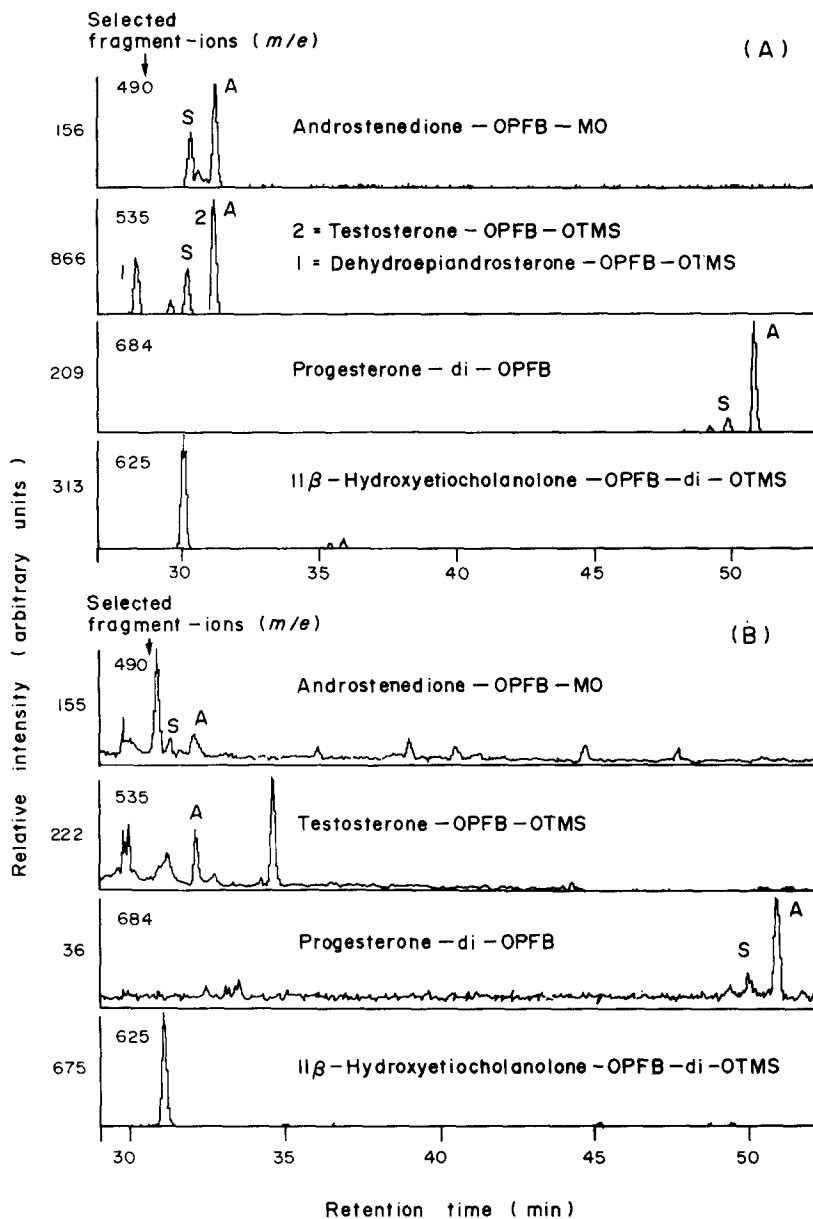 Selected
fragment-ions (m/e)
(A)
490
S
A
156
Androstenedione – OPFB – MO
535
2
A
S
1
866
2 = Testosterone – OPFB – OTMS
1 = Dehydroepiandrosterone – OPFB – OTMS
684
A
S
209
Progesterone – di – OPFB
625
313
11β – Hydroxyetiocholanolone – OPFB – di – OTMS
30 35 40 45 50
Relative intensity (arbitrary units)
Selected
fragment-ions (m/e)
(B)
490
S
A
155
Androstenedione – OPFB – MO
535
A
222
Testosterone – OPFB – OTMS
684
A
S
36
Progesterone – di – OPFB
625
675
11β – Hydroxyetiocholanolone – OPFB – di – OTMS
30 35 40 45 50
Retention time (min)